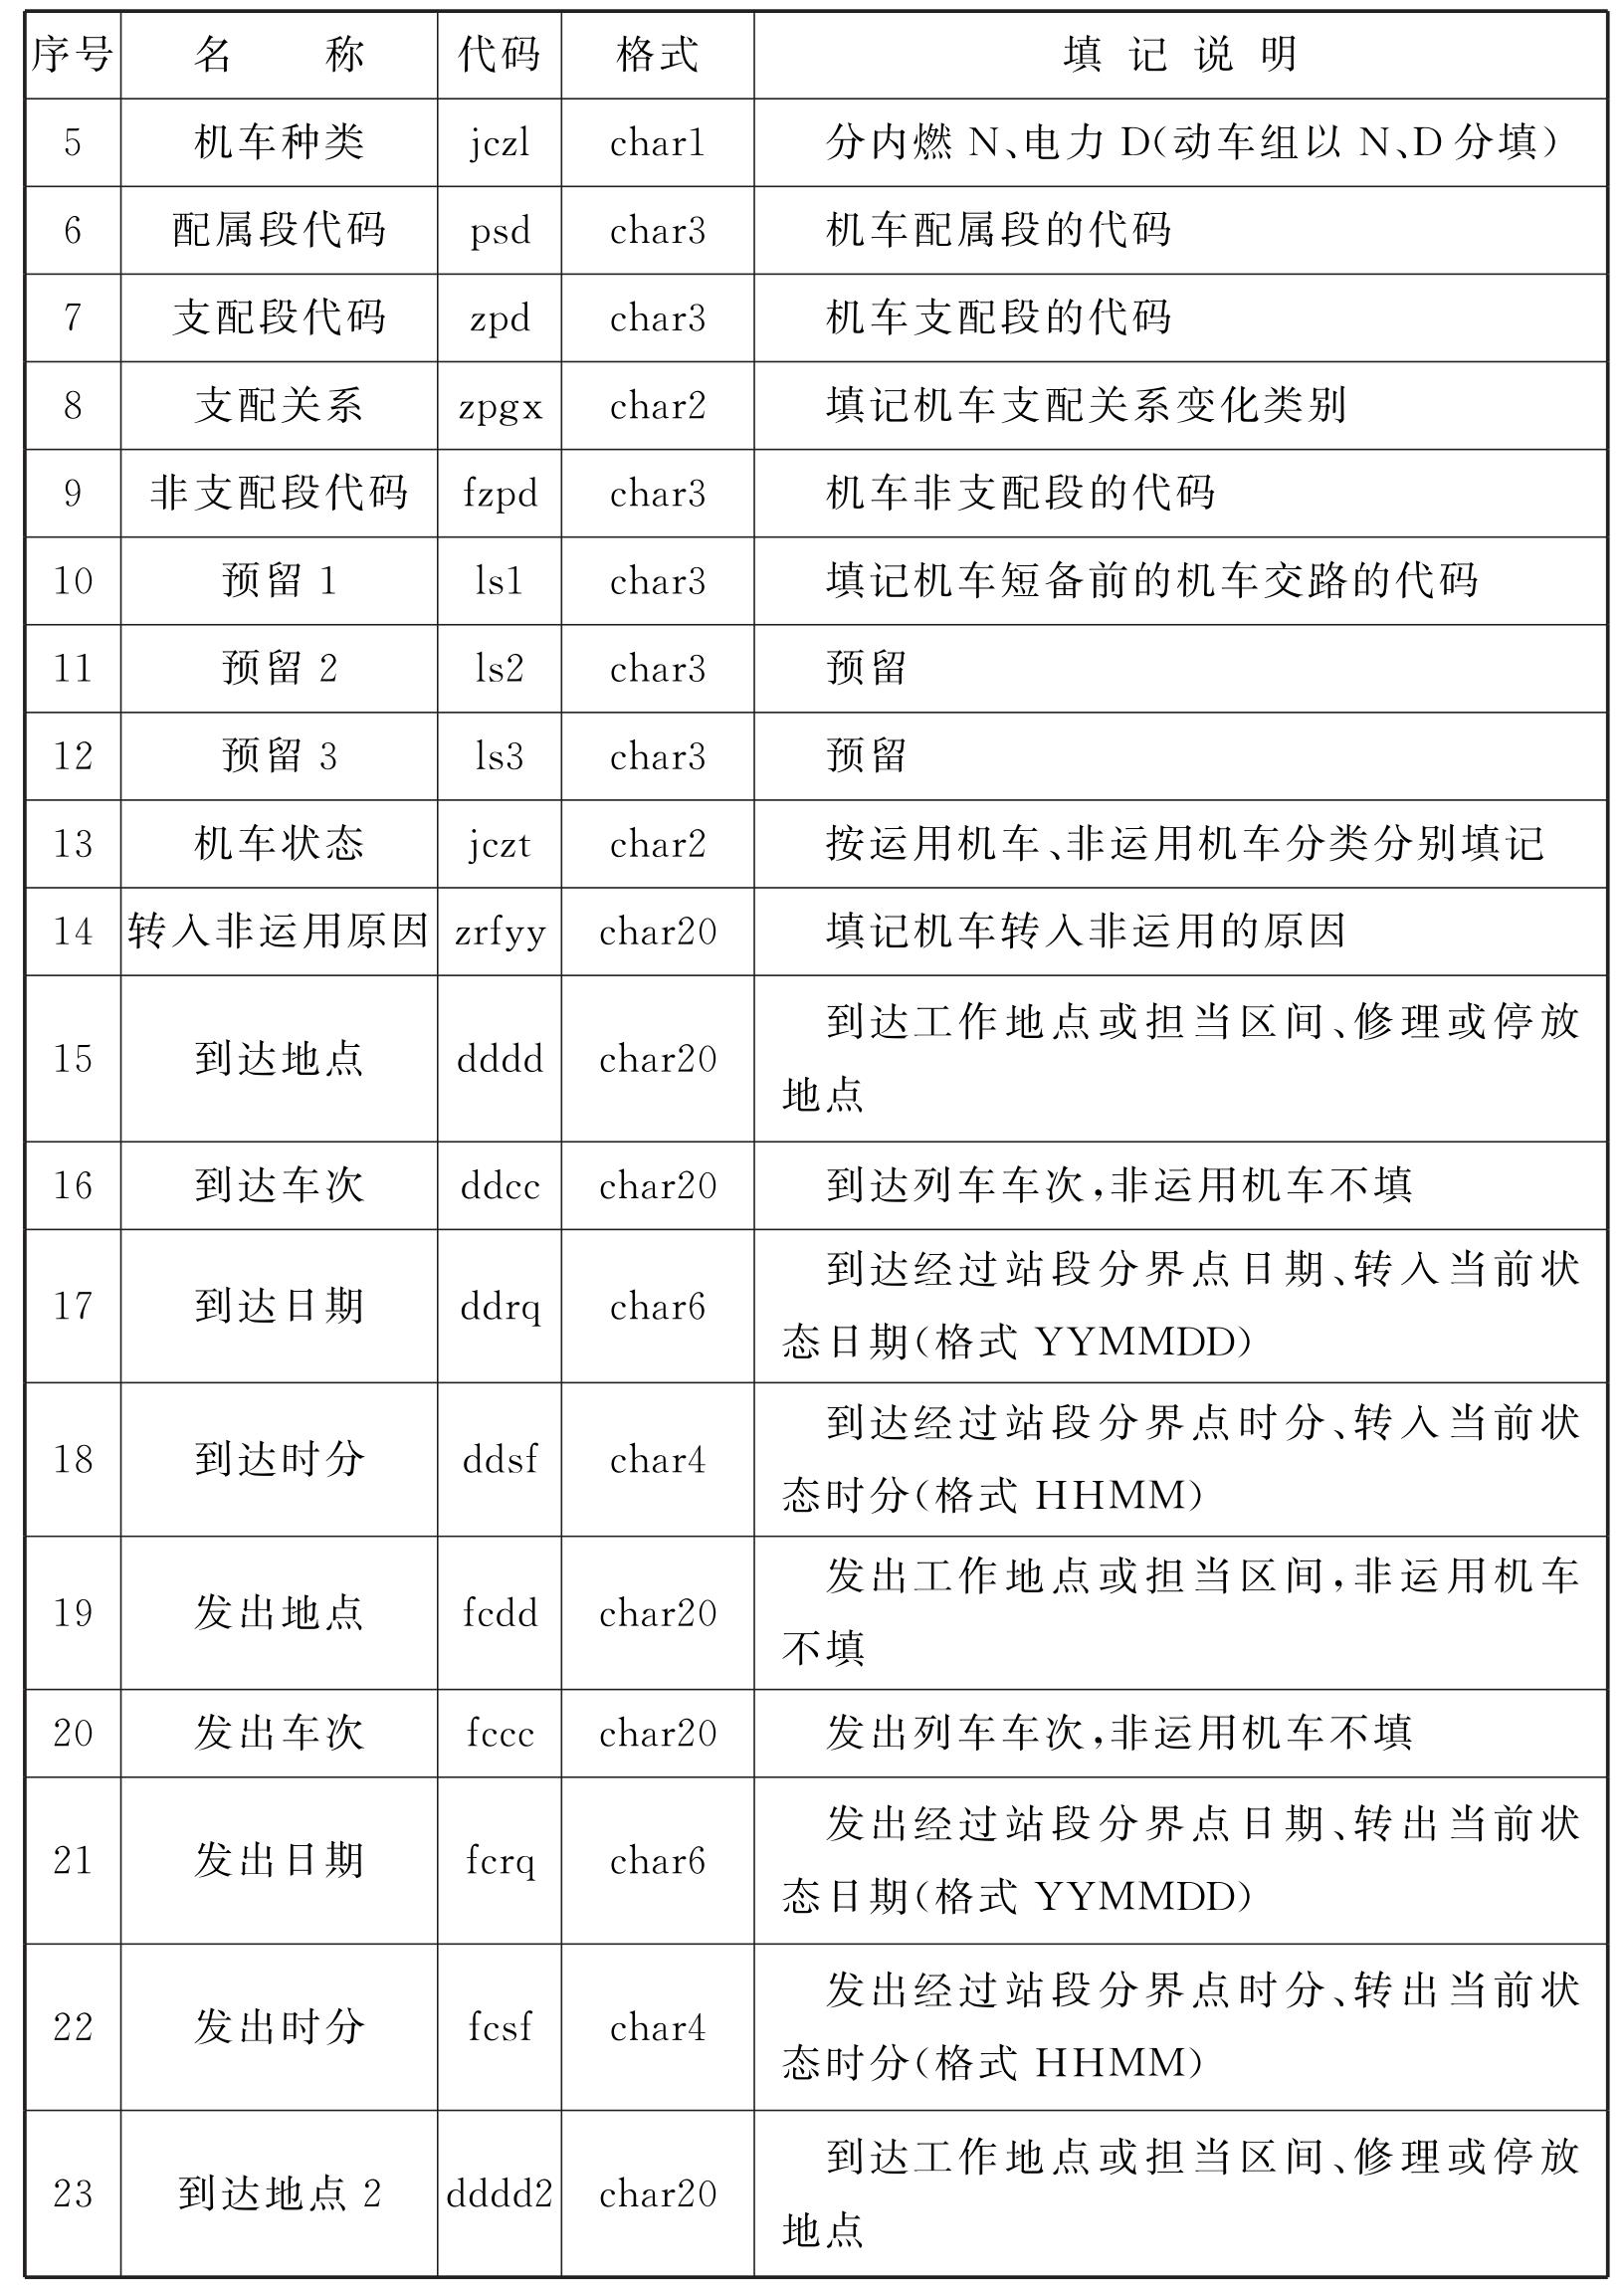 序号 名 称 代码 格式 填 记 说 明
5 机车种类 jczl char1 分内燃 N、电力 D(动车组以 N、D 分填)
6 配属段代码 psd char3 机车配属段的代码
7 支配段代码 zpd char3 机车支配段的代码
8 支配关系 zpgx char2 填记机车支配关系变化类别
9 非支配段代码 fzpd char3 机车非支配段的代码
10 预留 1 ls1 char3 填记机车短备前的机车交路的代码
11 预留 2 ls2 char3 预留
12 预留 3 ls3 char3 预留
13 机车状态 jczt char2 按运用机车、非运用机车分类分别填记
14 转入非运用原因 zrfyy char20 填记机车转入非运用的原因
15 到达地点 dddd char20 到达工作地点或担当区间、修理或停放
地点
16 到达车次 ddcc char20 到达列车车次,非运用机车不填
17 到达日期 ddrq char6 到达经过站段分界点日期、转入当前状
态日期(格式 YYMMDD)
18 到达时分 ddsf char4 到达经过站段分界点时分、转入当前状
态时分(格式 HHMM)
19 发出地点 fcdd char20 发出工作地点或担当区间,非运用机车
不填
20 发出车次 fccc char20 发出列车车次,非运用机车不填
21 发出日期 fcrq char6 发出经过站段分界点日期、转出当前状
态日期(格式 YYMMDD)
22 发出时分 fcsf char4 发出经过站段分界点时分、转出当前状
态时分(格式 HHMM)
23 到达地点 2 dddd2 char20 到达工作地点或担当区间、修理或停放
地点